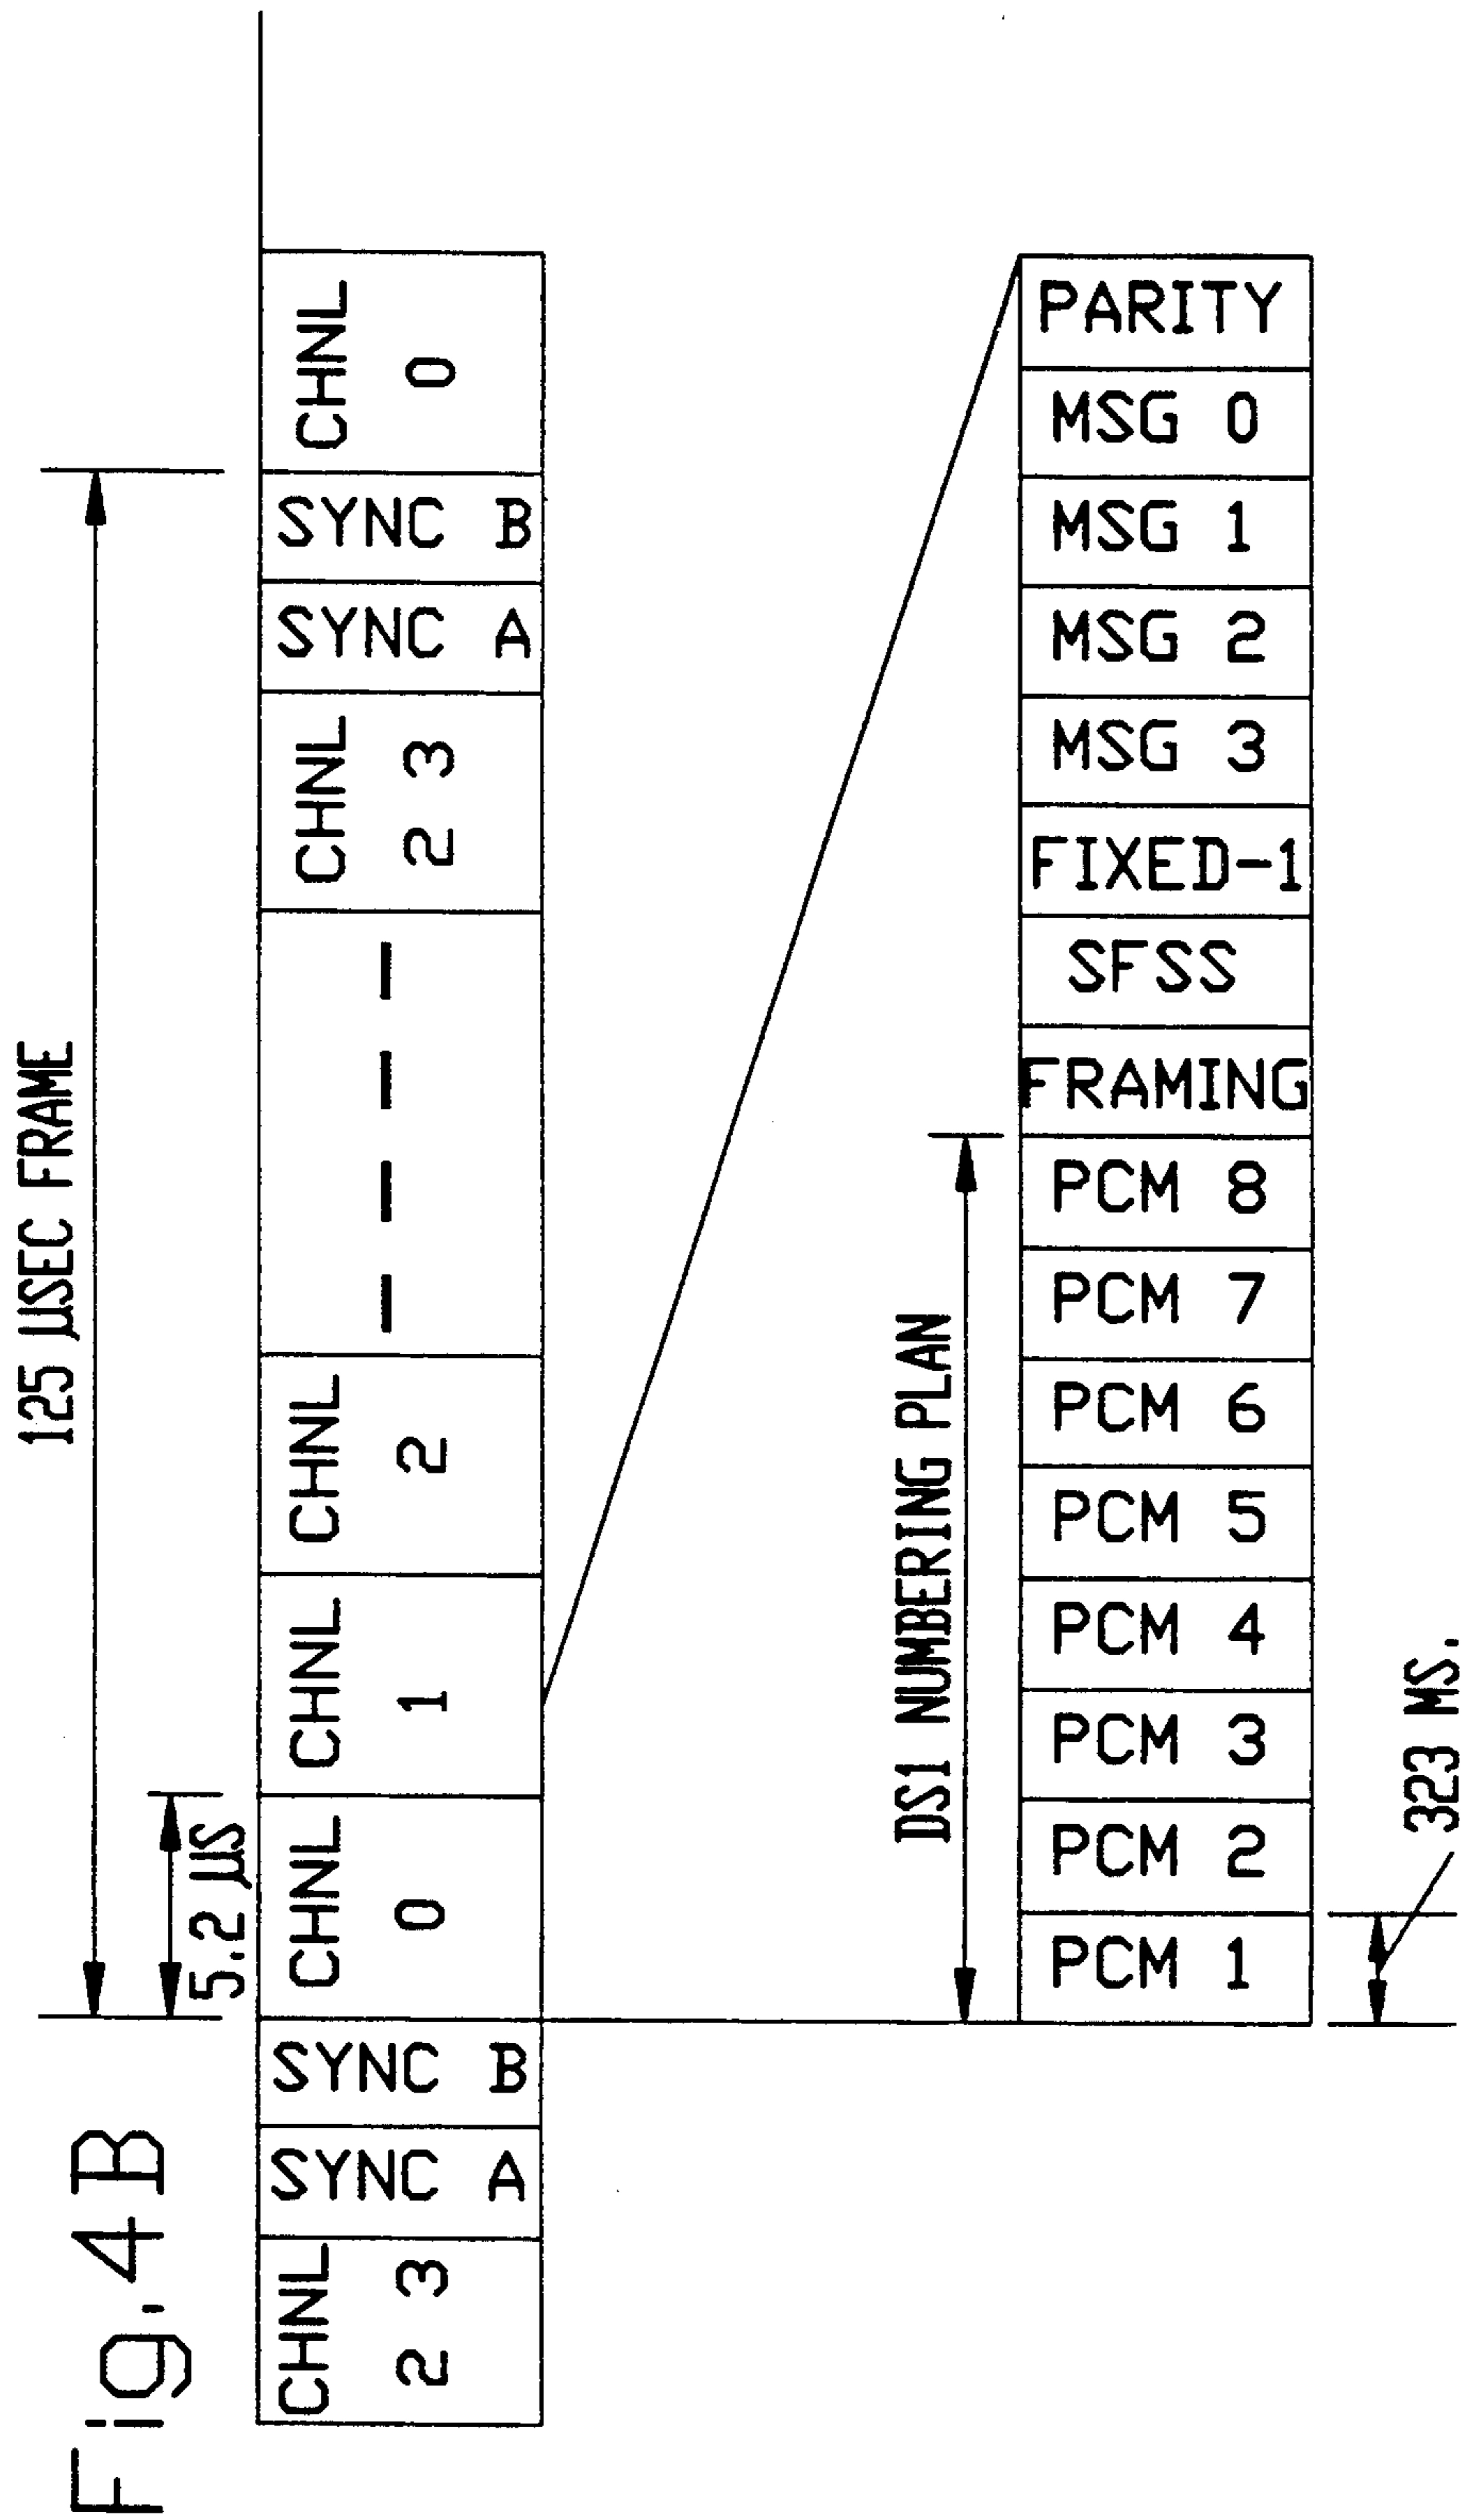 Fig. 4B
125 µSEC FRAME
5.2 µS
CHNL 23
SYNC A
SYNC B
CHNL 0
CHNL 1
CHNL 2
— — — —
CHNL 23
SYNC A
SYNC B
CHNL 0
DS1 NUMBERING PLAN
PCM 1
PCM 2
PCM 3
PCM 4
PCM 5
PCM 6
PCM 7
PCM 8
FRAMING
SFSS
FIXED-1
MSG 3
MSG 2
MSG 1
MSG 0
PARITY
323 MS.